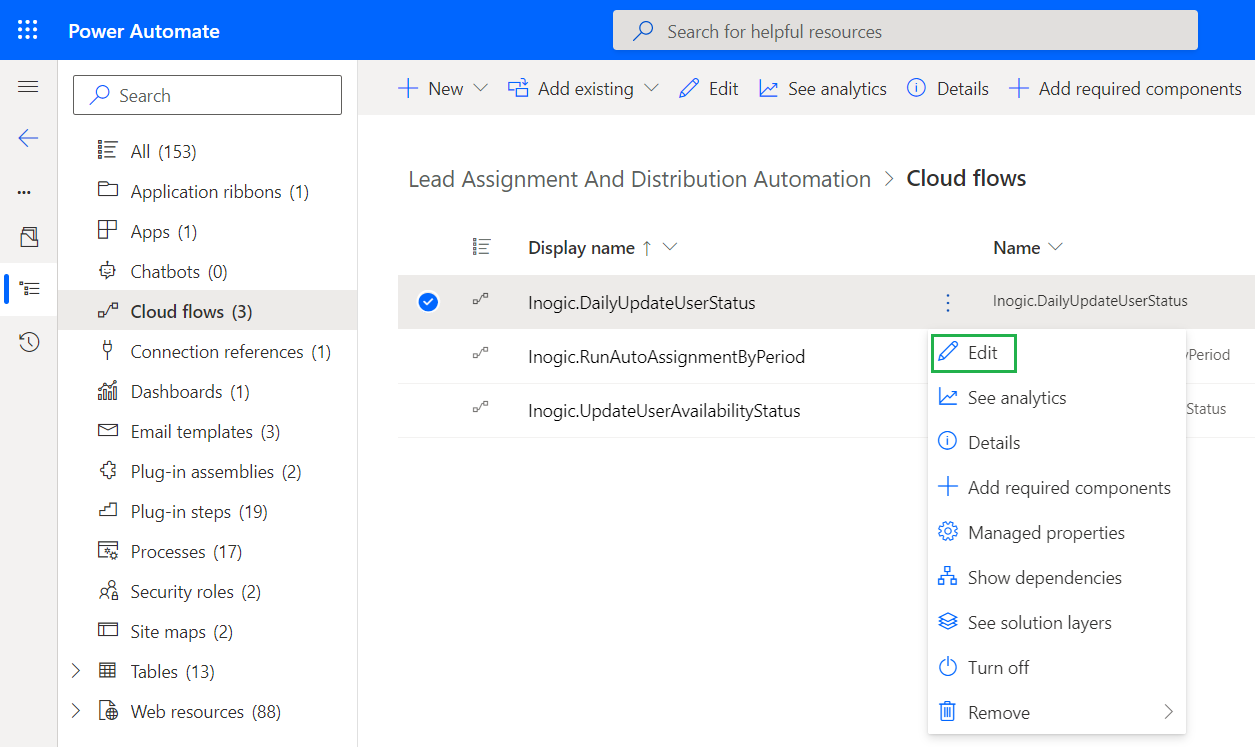 Power Automate
Search for helpful resources
Search
New
Add existing
Edit
See analytics
Details
Add required components
All (153)
Application ribbons (1)
Apps (1)
Chatbots (0)
Cloud flows (3)
Connection references (1)
Dashboards (1)
Email templates (3)
Plug-in assemblies (2)
Plug-in steps (19)
Processes (17)
Security roles (2)
Site maps (2)
Tables (13)
Web resources (88)
Lead Assignment And Distribution Automation > Cloud flows
Display name ↑
Name
Inogic.DailyUpdateUserStatus
Inogic.DailyUpdateUserStatus
Inogic.RunAutoAssignmentByPeriod
yPeriod
Inogic.UpdateUserAvailabilityStatus
Status
Edit
See analytics
Details
Add required components
Managed properties
Show dependencies
See solution layers
Turn off
Remove